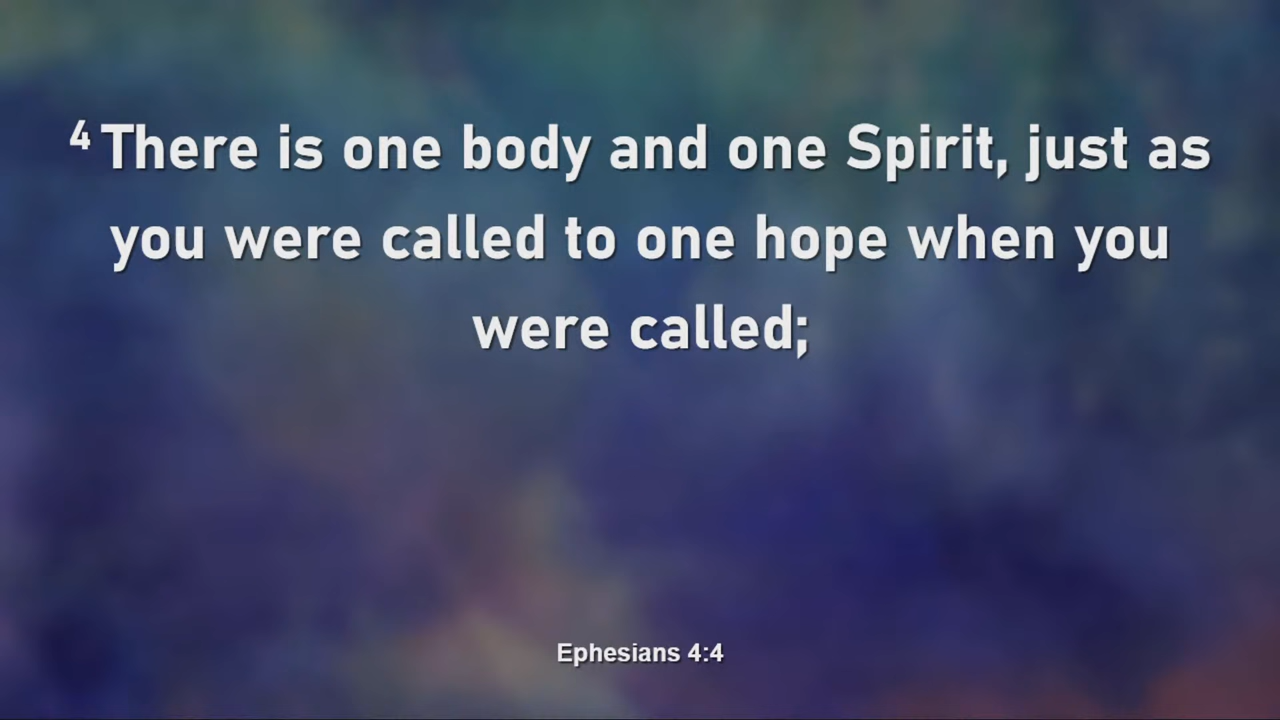 4 There is one body and one Spirit, just as
you were called to one hope when you
were called;
Ephesians 4:4